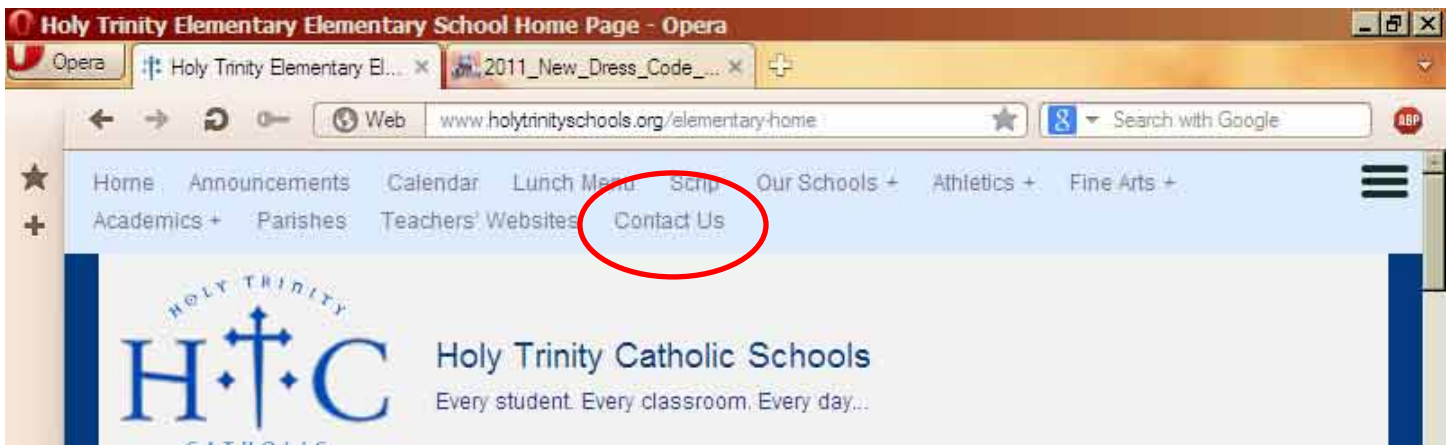 Holy Trinity Elementary Elementary School Home Page - Opera
Opera Holy Trinity Elementary El... 2011_New_Dress_Code_...
Web www.holytrinityschools.org/elementary-home 8 Search with Google ABP
Home Announcements Calendar Lunch Menu Scrip Our Schools + Athletics + Fine Arts +
Academics + Parishes Teachers' Websites Contact Us
HOLY TRINITY
HTC
Holy Trinity Catholic Schools
Every student. Every classroom. Every day...